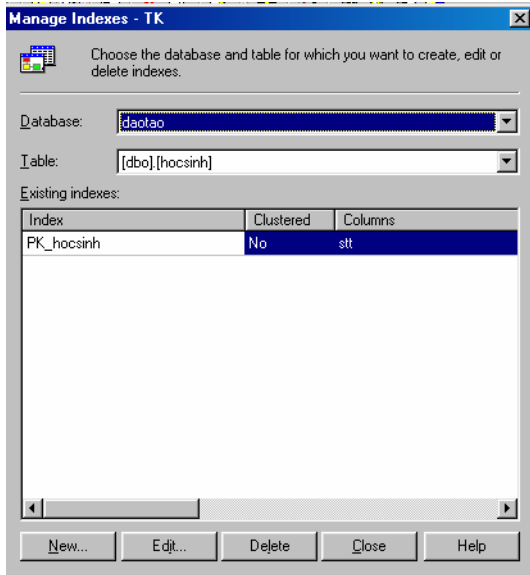 Manage Indexes - TK
Choose the database and table for which you want to create, edit or
delete indexes.
Database: daotao
Table: [dbo].[hocsinh]
Existing indexes:
Index Clustered Columns
PK_hocsinh No stt
New... Edit... Delete Close Help